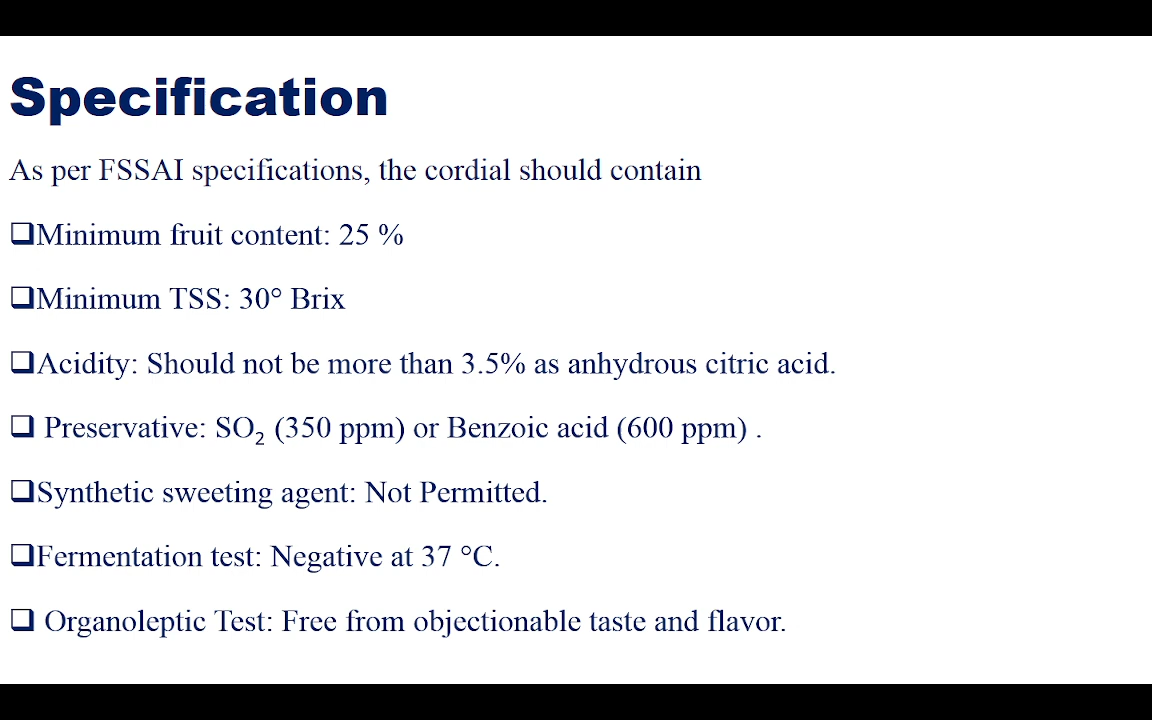 Specification
As per FSSAI specifications, the cordial should contain
❑Minimum fruit content: 25 %
❑Minimum TSS: 30° Brix
❑Acidity: Should not be more than 3.5% as anhydrous citric acid.
❑ Preservative: SO₂ (350 ppm) or Benzoic acid (600 ppm) .
❑Synthetic sweeting agent: Not Permitted.
❑Fermentation test: Negative at 37 °C.
❑ Organoleptic Test: Free from objectionable taste and flavor.